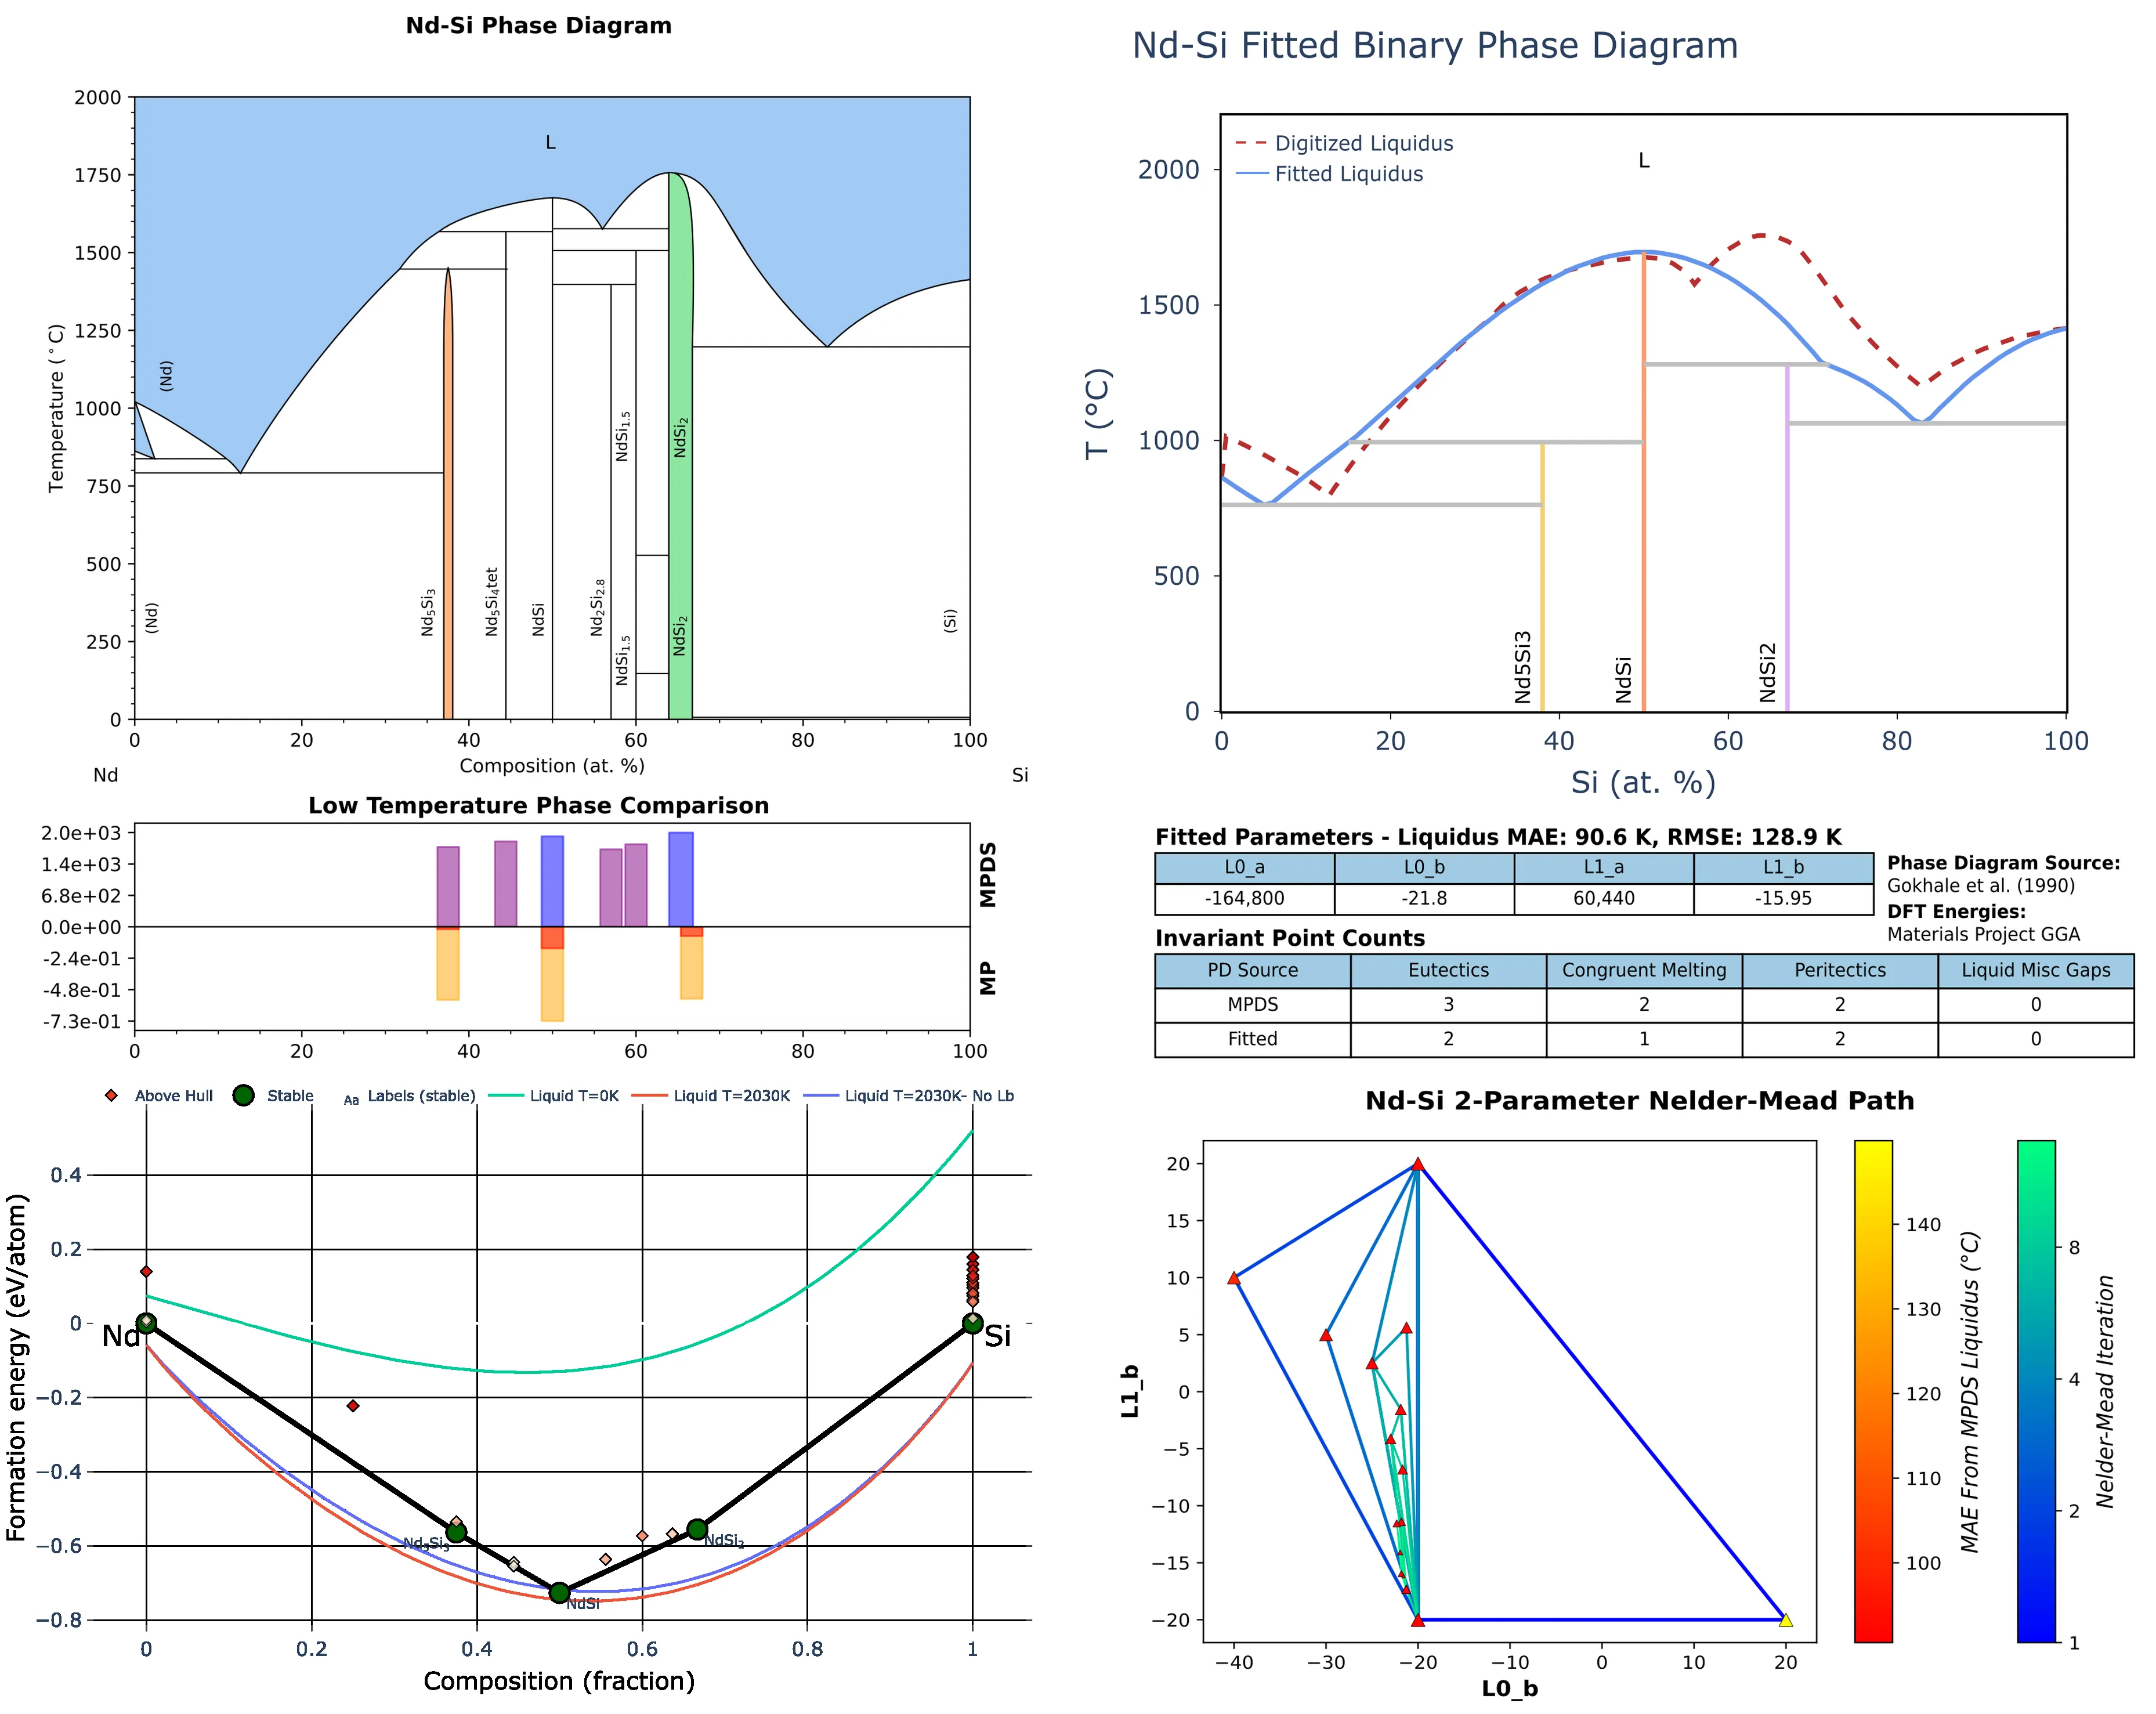 Nd-Si Phase Diagram
2000
1750
1500
1250
1000
750
500
250
0
Temperature (°C)
L
(Nd)
(Nd)
Nd5Si3
Nd5Si4tet
NdSi
Nd2Si2.8
NdSi1.5
NdSi1.5
NdSi2
NdSi2
(Si)
0 20 40 60 80 100
Composition (at. %)
Nd Si
Low Temperature Phase Comparison
2.0e+03
1.4e+03
6.8e+02
0.0e+00
-2.4e-01
-4.8e-01
-7.3e-01
MPDS
MP
0 20 40 60 80 100
Above Hull Stable Aa Labels (stable) Liquid T=0K Liquid T=2030K Liquid T=2030K- No Lb
Formation energy (eV/atom)
0.4
0.2
0
−0.2
−0.4
−0.6
−0.8
Nd
Si
Nd5Si3
NdSi
NdSi2
0 0.2 0.4 0.6 0.8 1
Composition (fraction)
Nd-Si Fitted Binary Phase Diagram
Digitized Liquidus
Fitted Liquidus
L
2000
1500
1000
500
0
T (°C)
Nd5Si3
NdSi
NdSi2
0 20 40 60 80 100
Si (at. %)
Fitted Parameters - Liquidus MAE: 90.6 K, RMSE: 128.9 K
L0_a L0_b L1_a L1_b
-164,800 -21.8 60,440 -15.95
Phase Diagram Source:
Gokhale et al. (1990)
DFT Energies:
Materials Project GGA
Invariant Point Counts
PD Source Eutectics Congruent Melting Peritectics Liquid Misc Gaps
MPDS 3 2 2 0
Fitted 2 1 2 0
Nd-Si 2-Parameter Nelder-Mead Path
20
15
10
5
0
−5
−10
−15
−20
L1_b
−40 −30 −20 −10 0 10 20
L0_b
140
130
120
110
100
MAE From MPDS Liquidus (°C)
8
4
2
1
Nelder-Mead Iteration